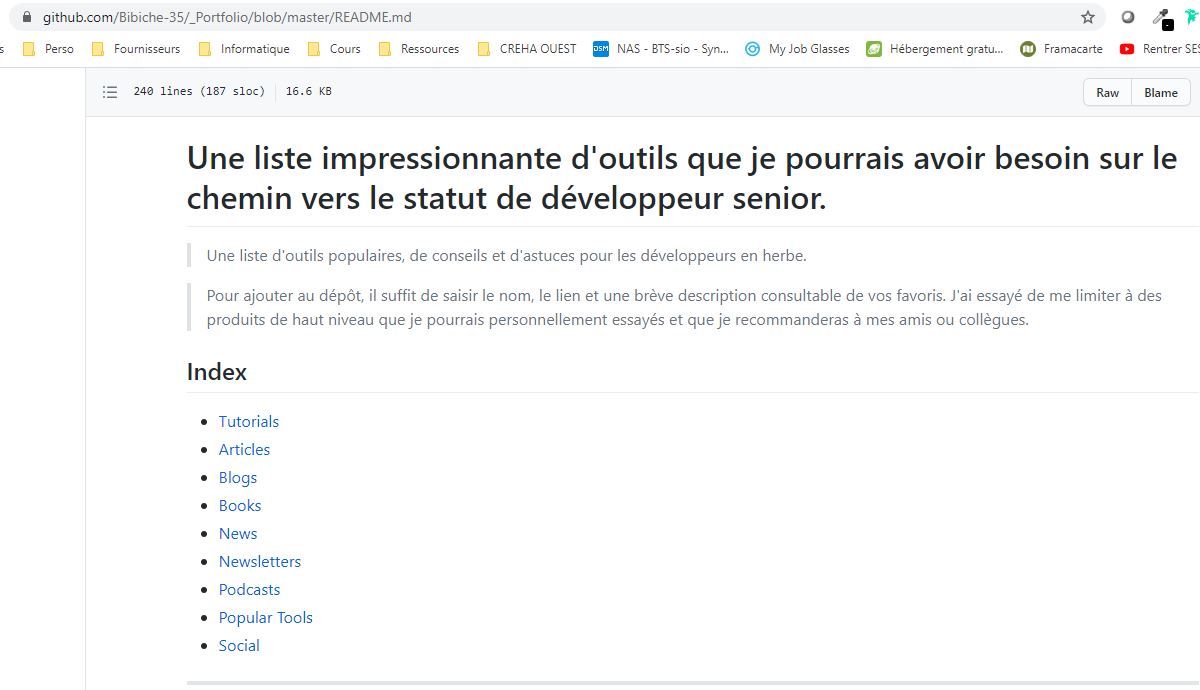 github.com/Bibiche-35/_Portfolio/blob/master/README.md
s Perso Fournisseurs Informatique Cours Ressources CREHA OUEST DSM NAS - BTS-sio - Syn... My Job Glasses Hébergement gratu... Framacarte Rentrer SES
240 lines (187 sloc) 16.6 KB Raw Blame
Une liste impressionnante d'outils que je pourrais avoir besoin sur le
chemin vers le statut de développeur senior.
Une liste d'outils populaires, de conseils et d'astuces pour les développeurs en herbe.
Pour ajouter au dépôt, il suffit de saisir le nom, le lien et une brève description consultable de vos favoris. J'ai essayé de me limiter à des
produits de haut niveau que je pourrais personnellement essayés et que je recommanderas à mes amis ou collègues.
Index
Tutorials
Articles
Blogs
Books
News
Newsletters
Podcasts
Popular Tools
Social